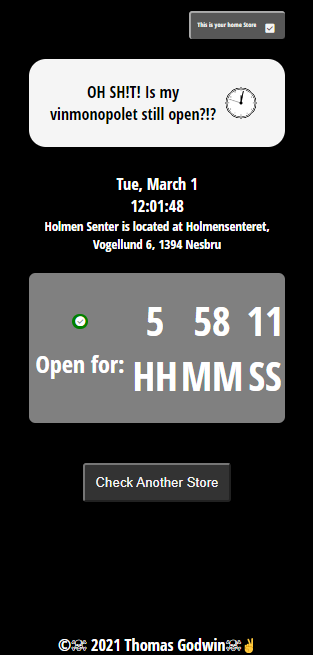 This is your home Store
OH SH!T! Is my
vinmonopolet still open?!?
Tue, March 1
12:01:48
Holmen Senter is located at Holmensenteret,
Vogellund 6, 1394 Nesbru
5 58 11
Open for: HH MM SS
Check Another Store
©☠ 2021 Thomas Godwin☠✌